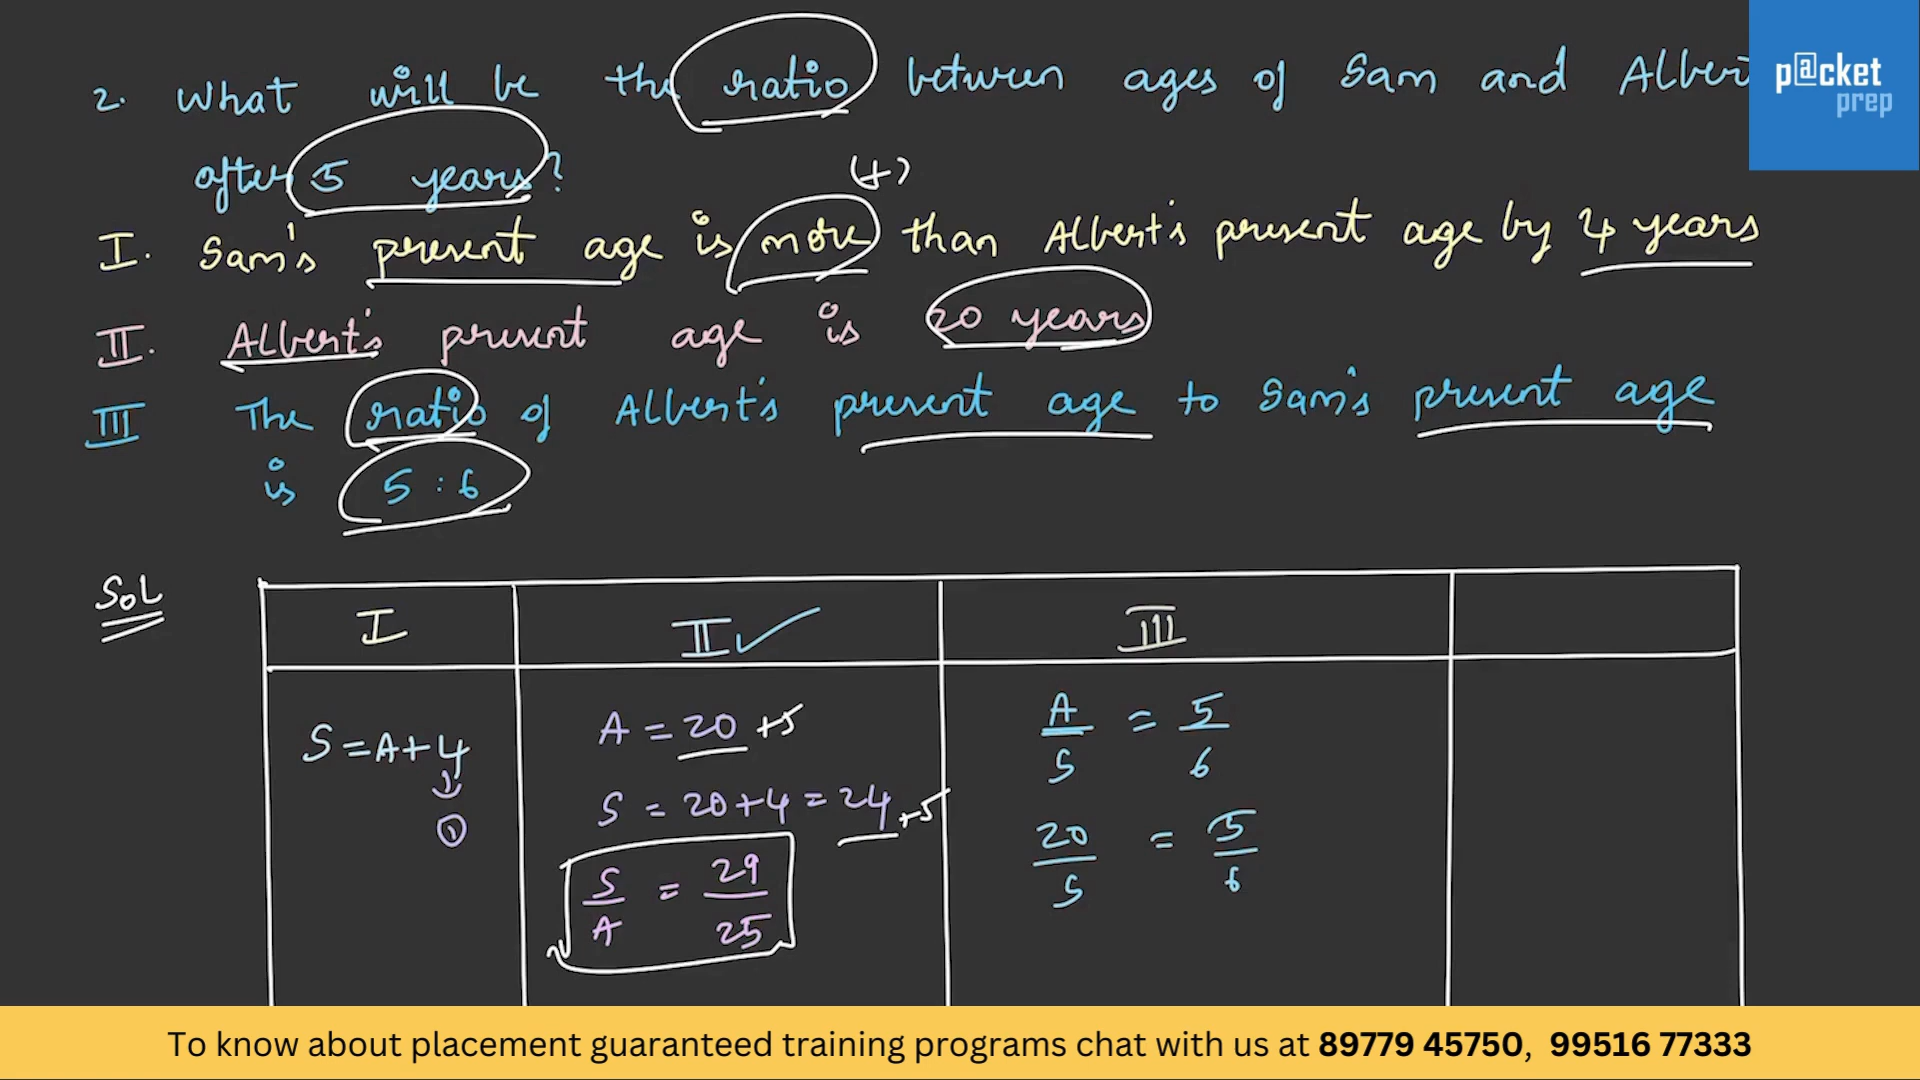 2. What will be the ratio between ages of Sam and Albert
p@cket
prep
after 5 years?
(+)
I. Sam's present age is more than Albert's present age by 4 years
II. Albert's present age is 20 years
III The ratio of Albert's present age to Sam's present age
is 5:6
Sol
I II ✓ III
S = A+4
①
A = 20 +5
S = 20+4 = 24 +5
S/A = 29/25
A/S = 5/6
20/S = 5/6
To know about placement guaranteed training programs chat with us at 89779 45750, 99516 77333